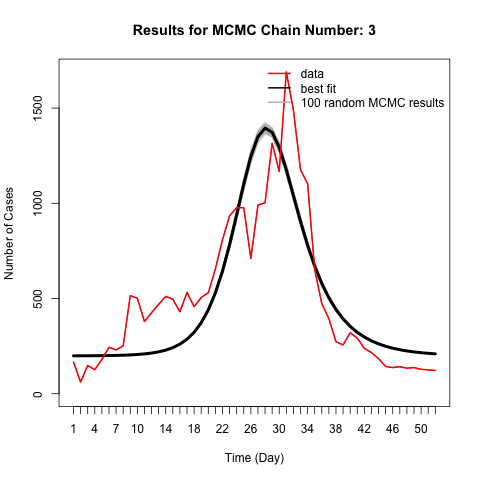 Results for MCMC Chain Number: 3
data
best fit
100 random MCMC results
Number of Cases
1500
1000
500
0
1 4 7 10 14 18 22 26 30 34 38 42 46 50
Time (Day)